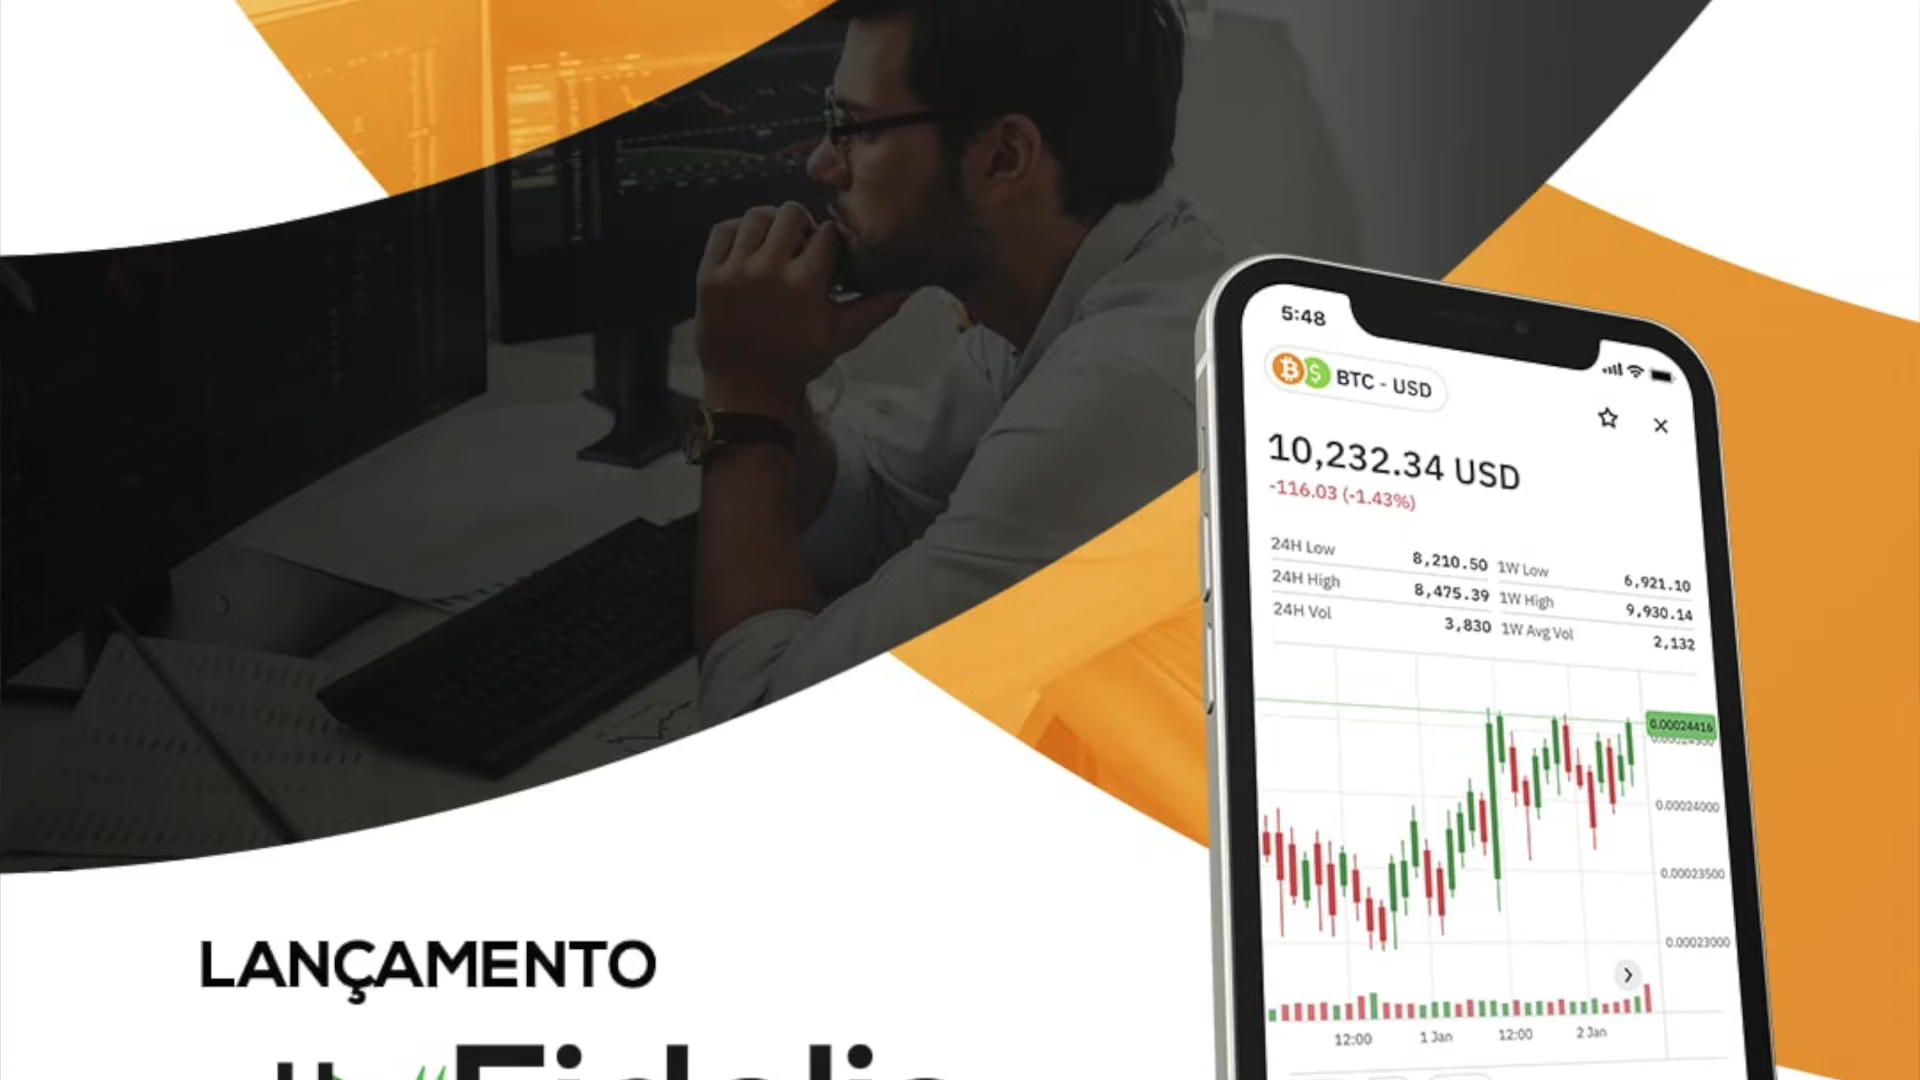 5:48
BTC - USD
10,232.34 USD
-116.03 (-1.43%)
24H Low 8,210.50 1W Low 6,921.10
24H High 8,475.39 1W High 9,930.14
24H Vol 3,830 1W Avg Vol 2,132
0.00024416
0.00024000
0.00023500
0.00023000
12:00 1 Jan 12:00 2 Jan
LANÇAMENTO